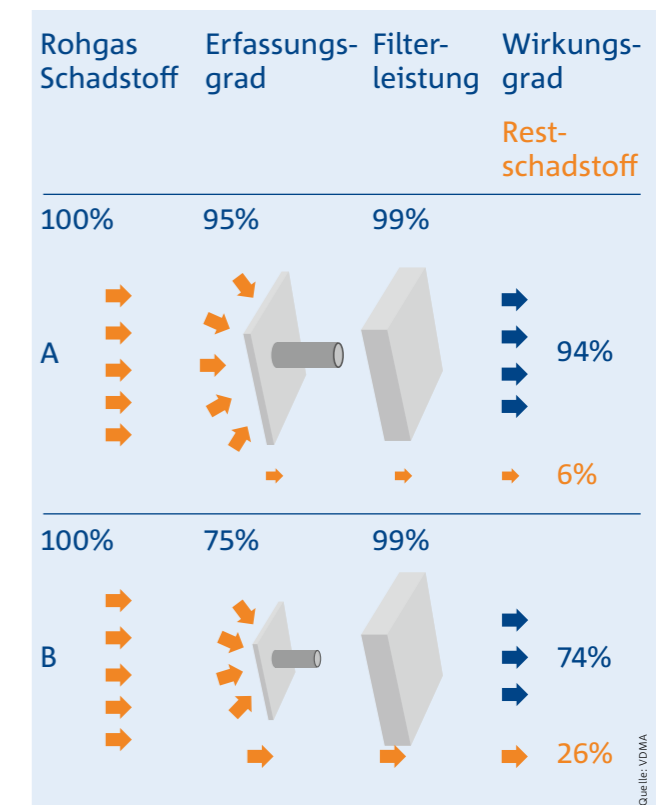 Rohgas Erfassungs- Filter- Wirkungs-
Schadstoff grad leistung grad
Rest-
schadstoff
100% 95% 99%
A 94%
6%
100% 75% 99%
B 74%
26%
Quelle: VDMA